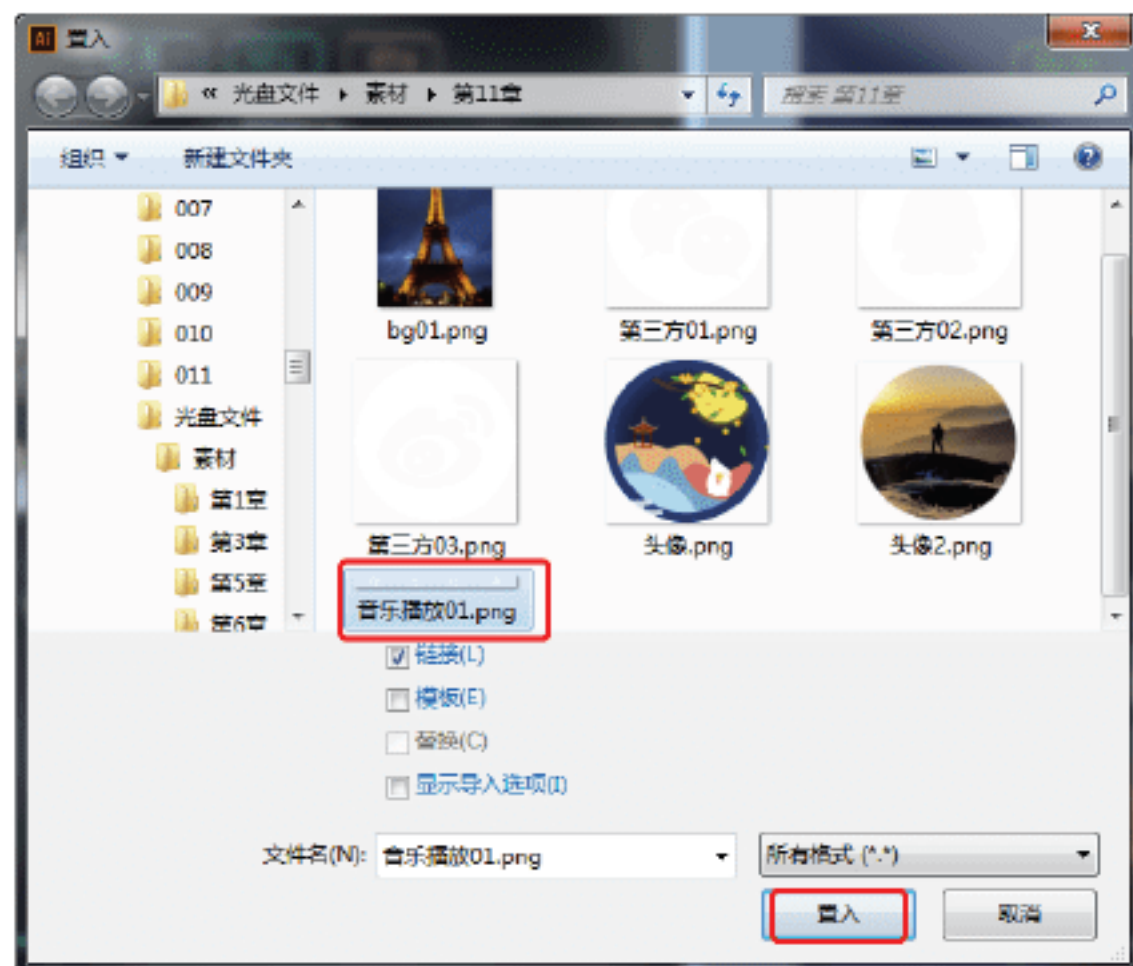 Ai 置入
« 光盘文件 ▸ 素材 ▸ 第11章
搜索 第11章
组织 新建文件夹
007
008
009
010
011
光盘文件
素材
第1章
第3章
第5章
第6章
bg01.png
第三方01.png
第三方02.png
第三方03.png
头像.png
头像2.png
音乐播放01.png
链接(L)
模板(E)
替换(C)
显示导入选项(I)
文件名(N): 音乐播放01.png
所有格式 (*.*)
置入 取消